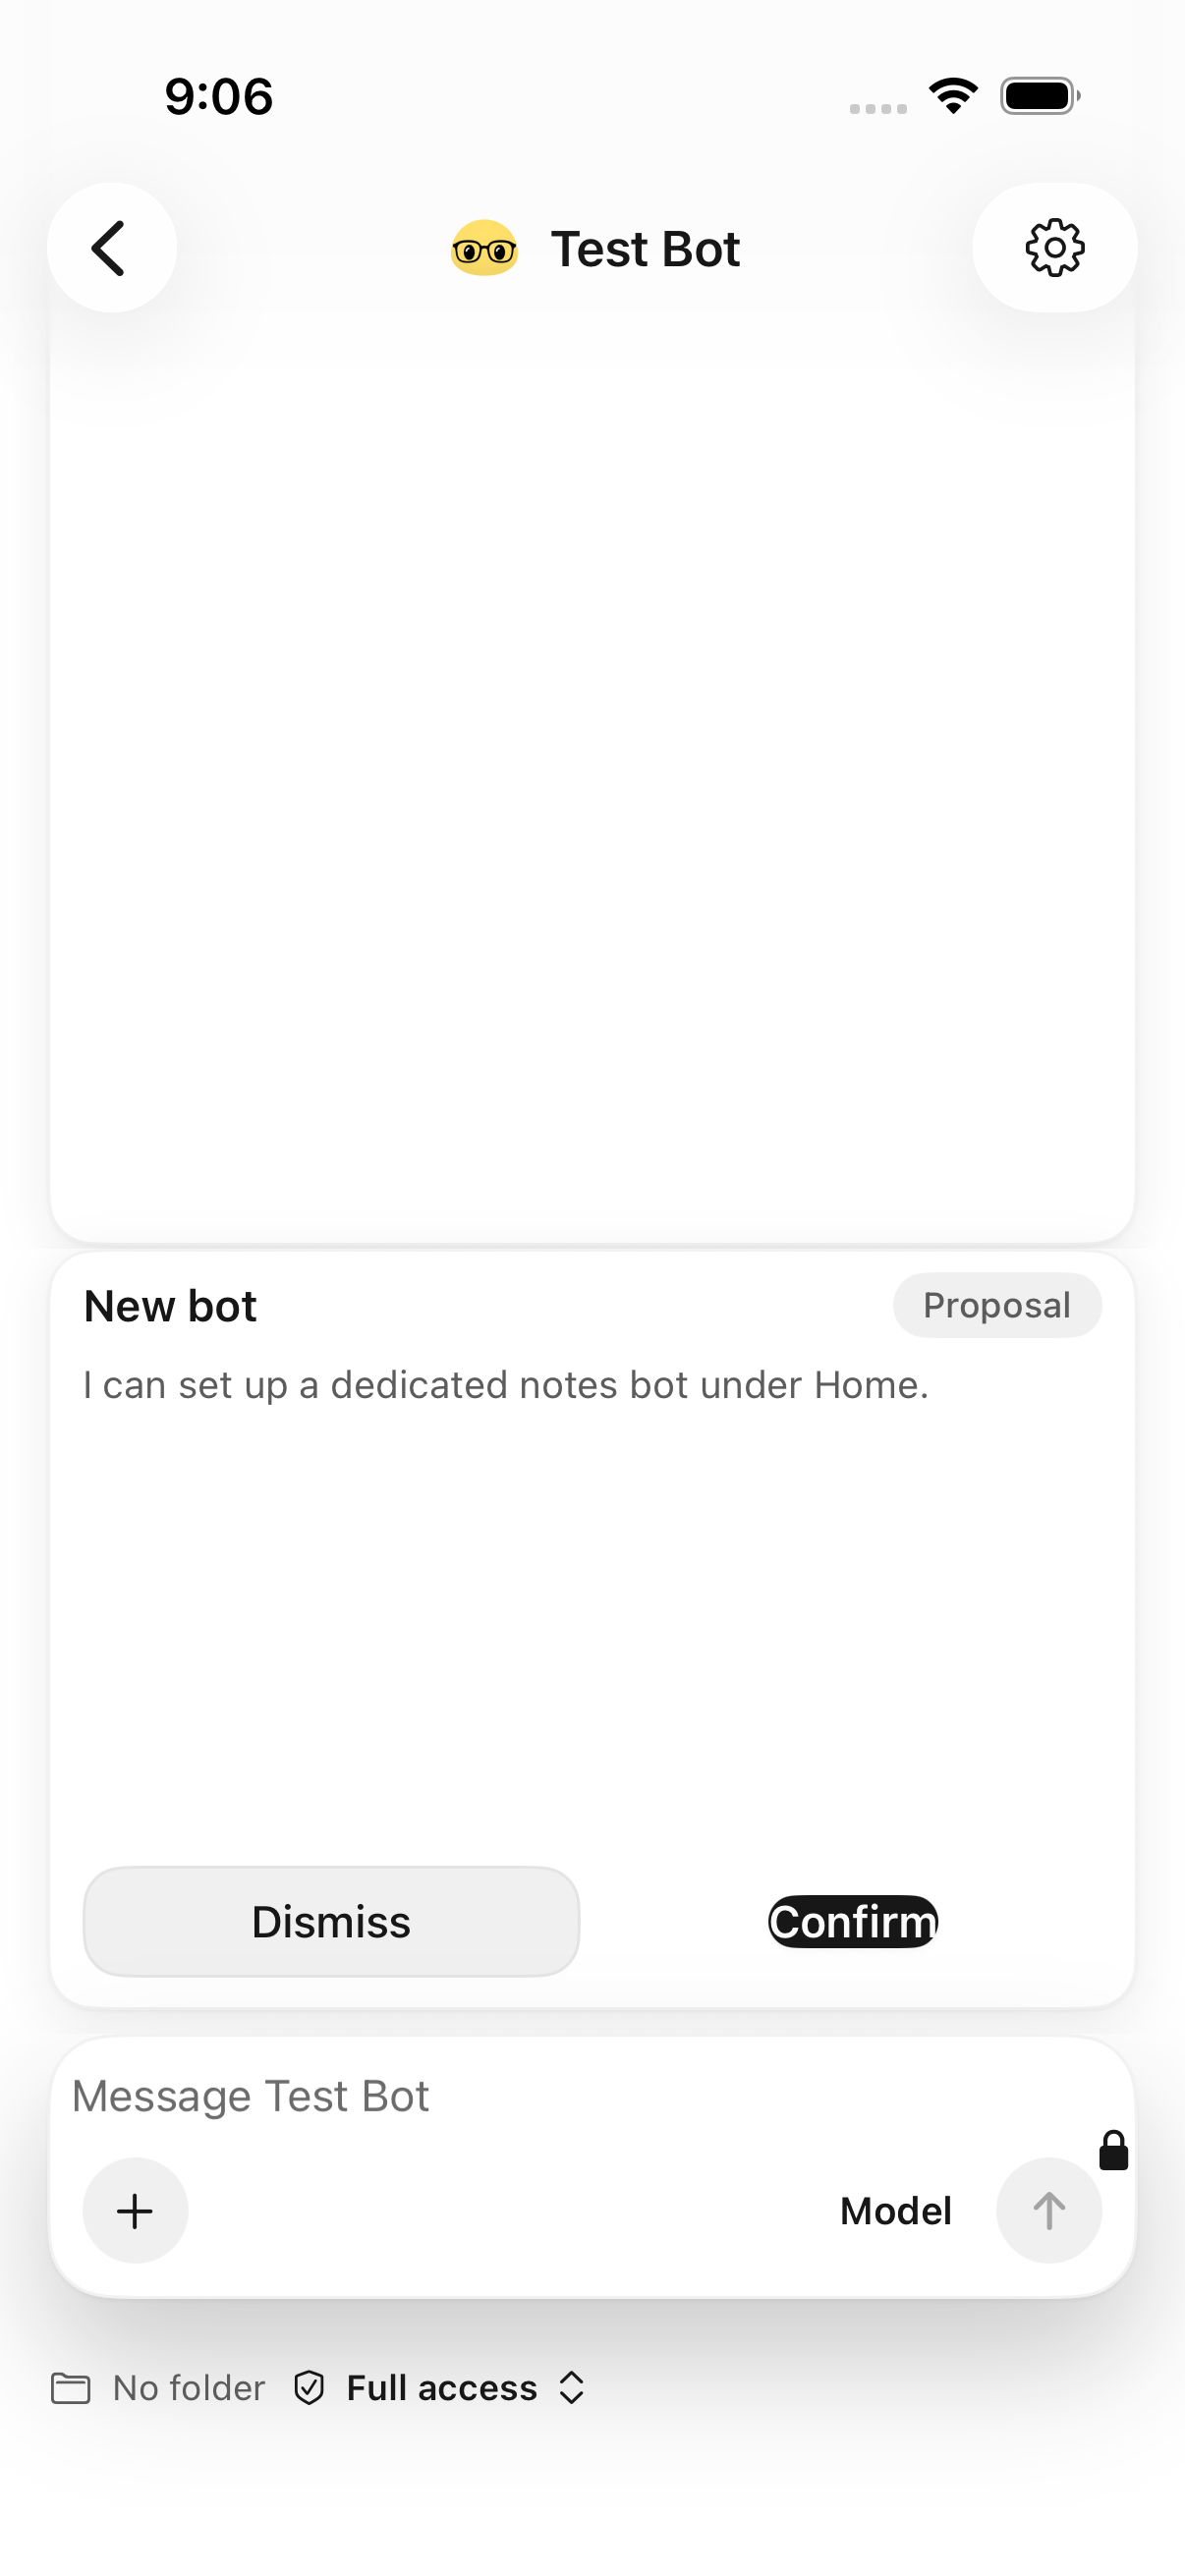 9:06
Test Bot
New bot
Proposal
I can set up a dedicated notes bot under Home.
Dismiss
Confirm
Message Test Bot
Model
No folder
Full access